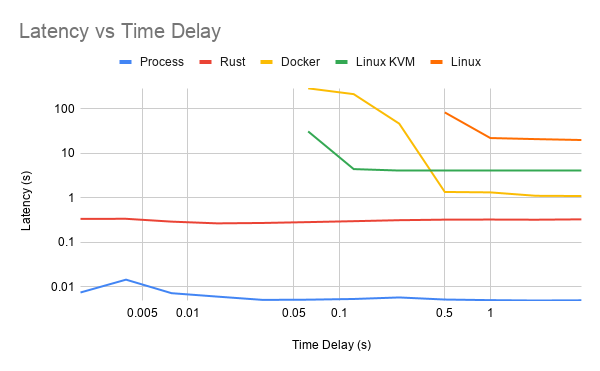 Latency vs Time Delay
Process Rust Docker Linux KVM Linux
Latency (s)
100
10
1
0.1
0.01
0.005 0.01 0.05 0.1 0.5 1
Time Delay (s)